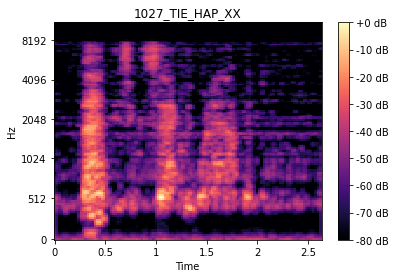 1027_TIE_HAP_XX
Hz
8192
4096
2048
1024
512
0
0
0.5
1
1.5
2
2.5
Time
+0 dB
-10 dB
-20 dB
-30 dB
-40 dB
-50 dB
-60 dB
-70 dB
-80 dB